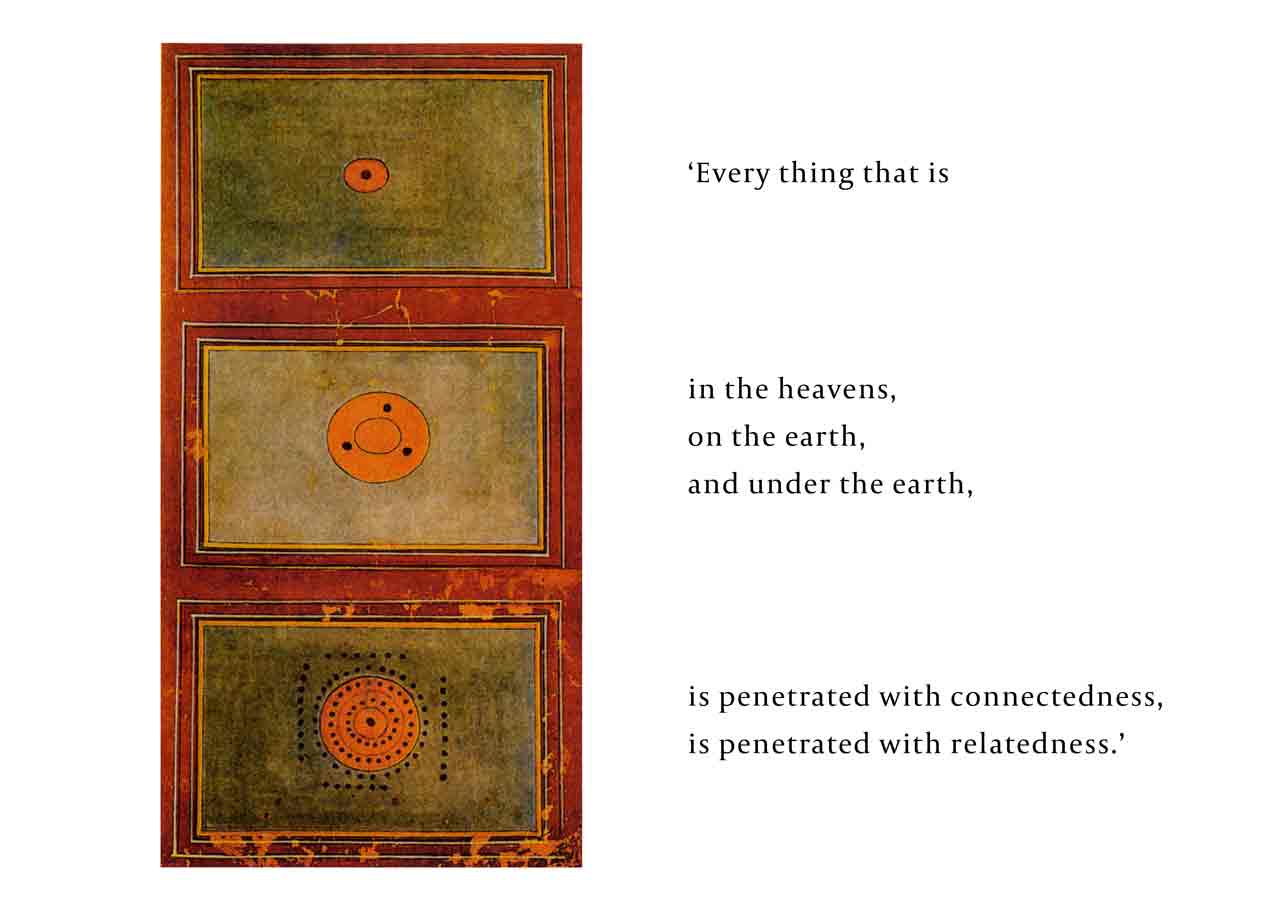 ‘Every thing that is
in the heavens,
on the earth,
and under the earth,
is penetrated with connectedness,
is penetrated with relatedness.’